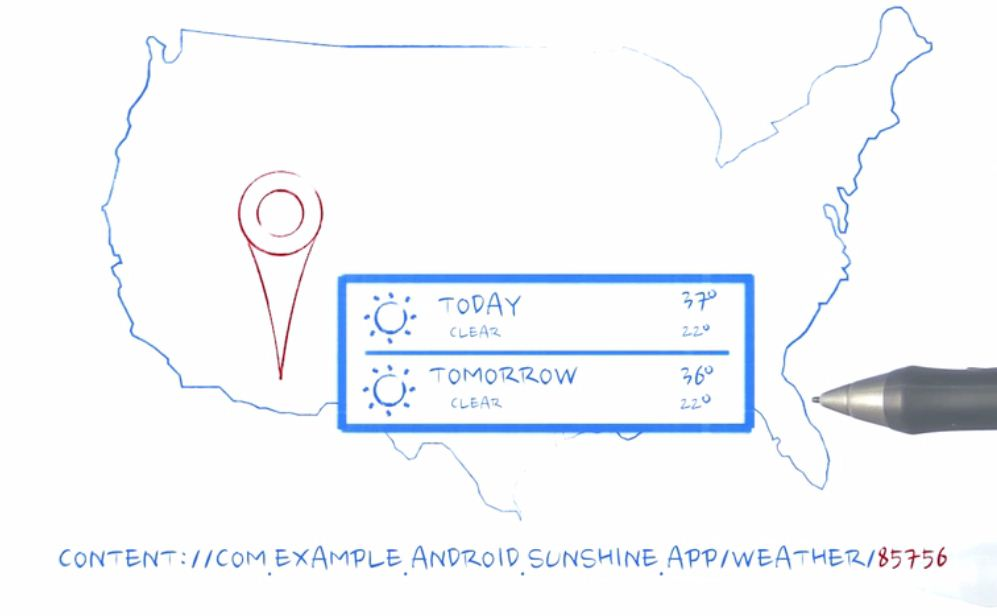 TODAY 37°
CLEAR 22°
TOMORROW 36°
CLEAR 22°
CONTENT://COM.EXAMPLE.ANDROID.SUNSHINE.APP/WEATHER/85756